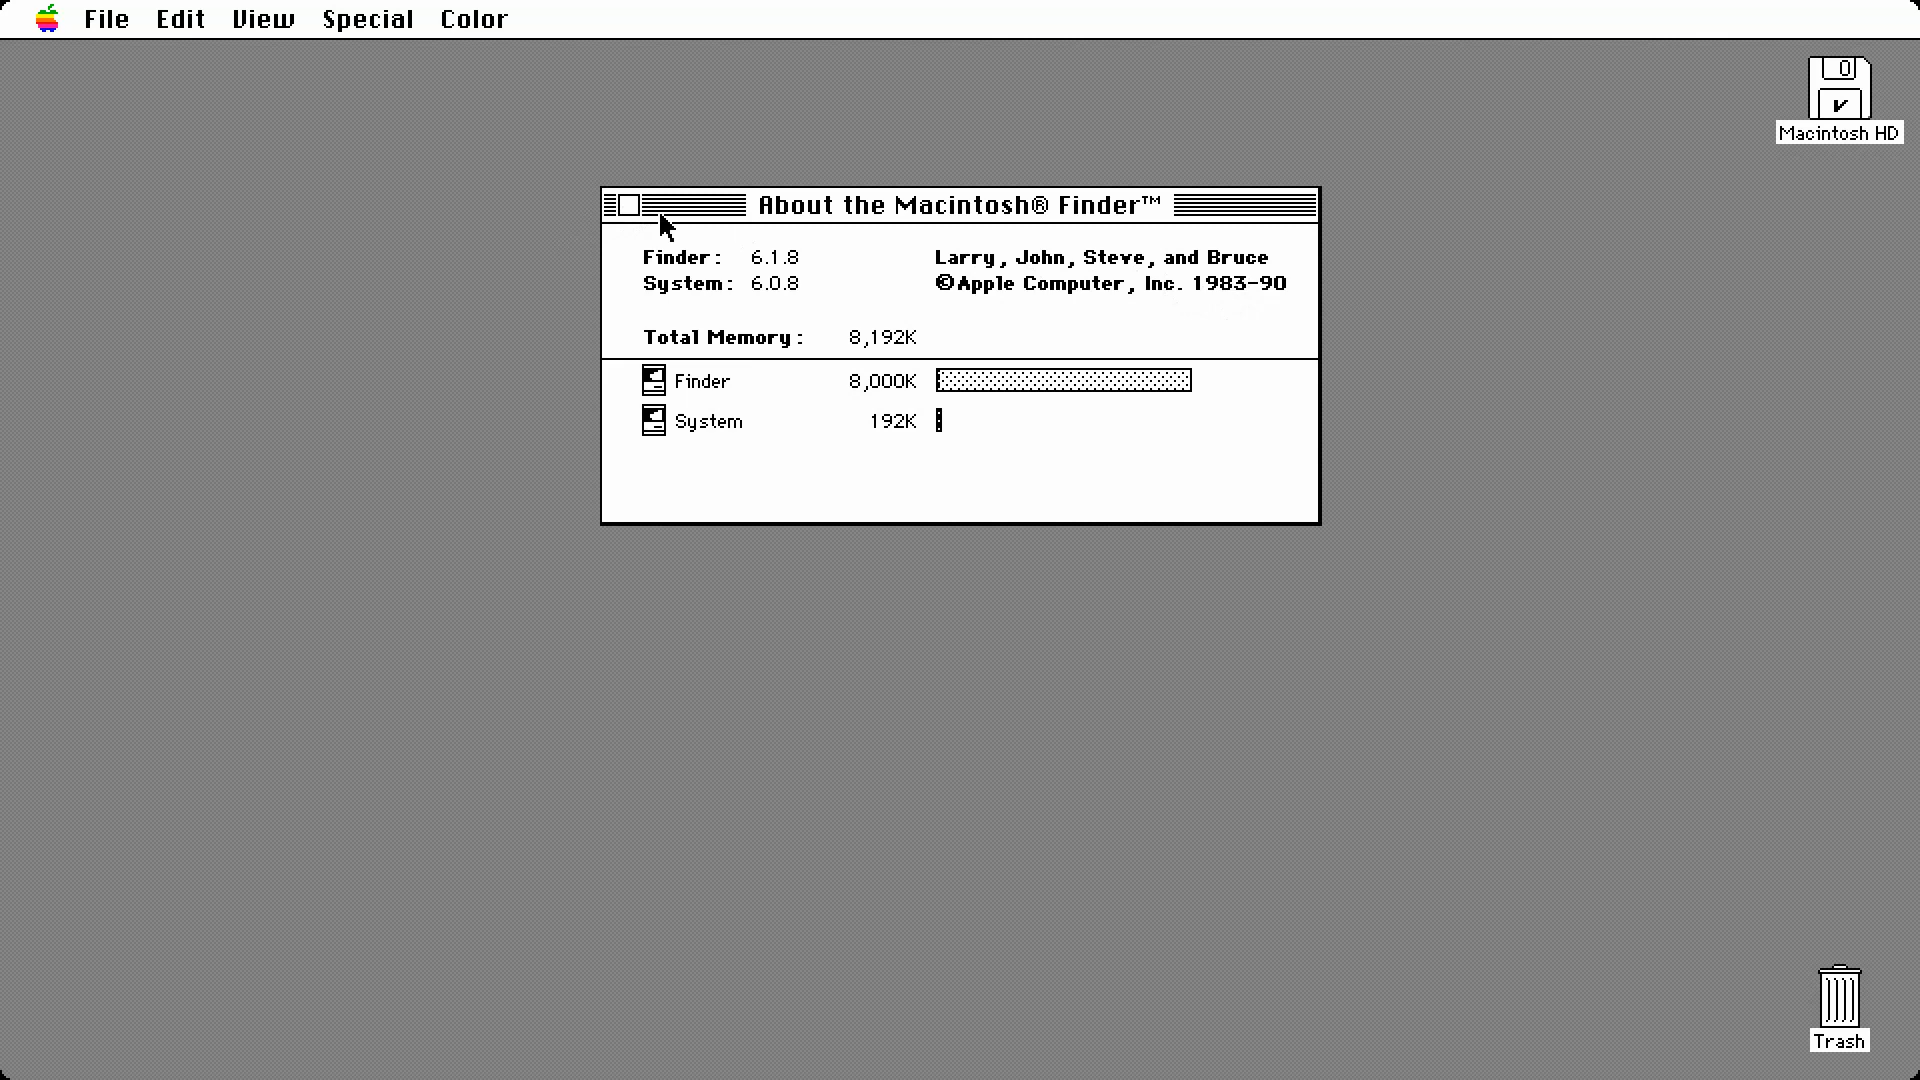 File Edit View Special Color
0
Macintosh HD
About the Macintosh® Finder™
Finder: 6.1.8 Larry, John, Steve, and Bruce
System: 6.0.8 ©Apple Computer, Inc. 1983-90
Total Memory: 8,192K
Finder 8,000K
System 192K
Trash